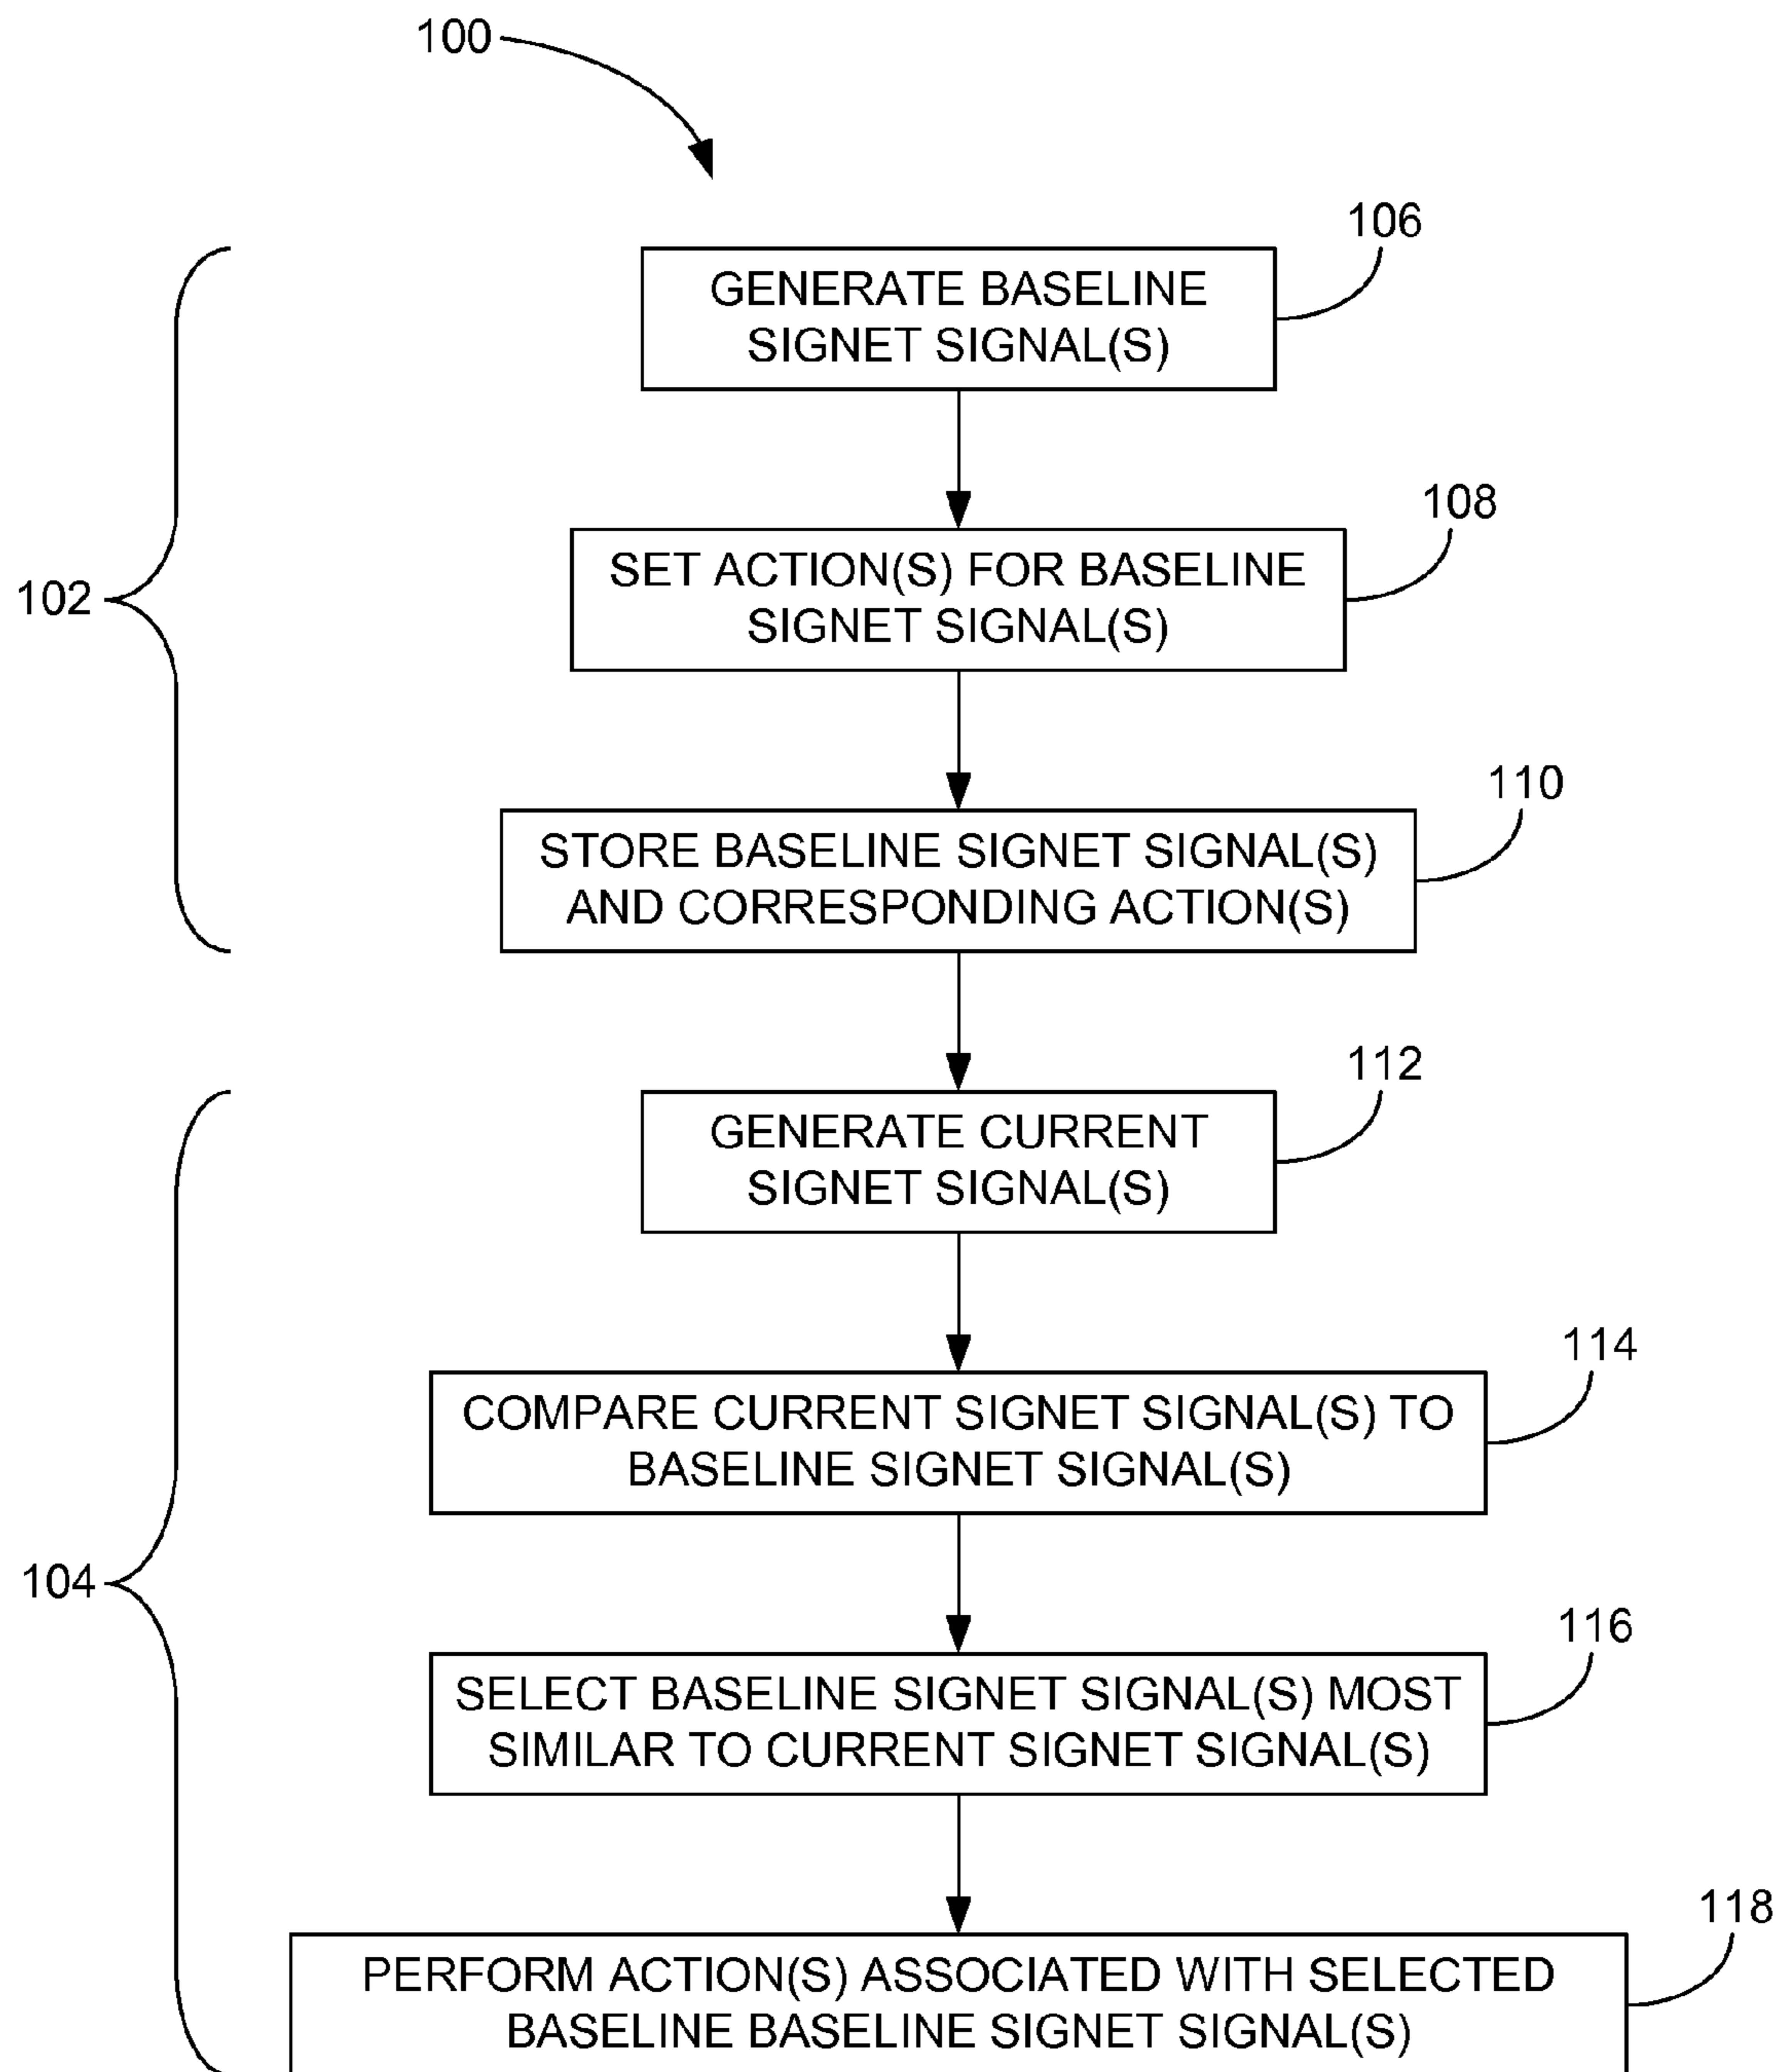 100
106
GENERATE BASELINE
SIGNET SIGNAL(S)
108
SET ACTION(S) FOR BASELINE
SIGNET SIGNAL(S)
102
110
STORE BASELINE SIGNET SIGNAL(S)
AND CORRESPONDING ACTION(S)
112
GENERATE CURRENT
SIGNET SIGNAL(S)
114
COMPARE CURRENT SIGNET SIGNAL(S) TO
BASELINE SIGNET SIGNAL(S)
104
116
SELECT BASELINE SIGNET SIGNAL(S) MOST
SIMILAR TO CURRENT SIGNET SIGNAL(S)
118
PERFORM ACTION(S) ASSOCIATED WITH SELECTED
BASELINE BASELINE SIGNET SIGNAL(S)